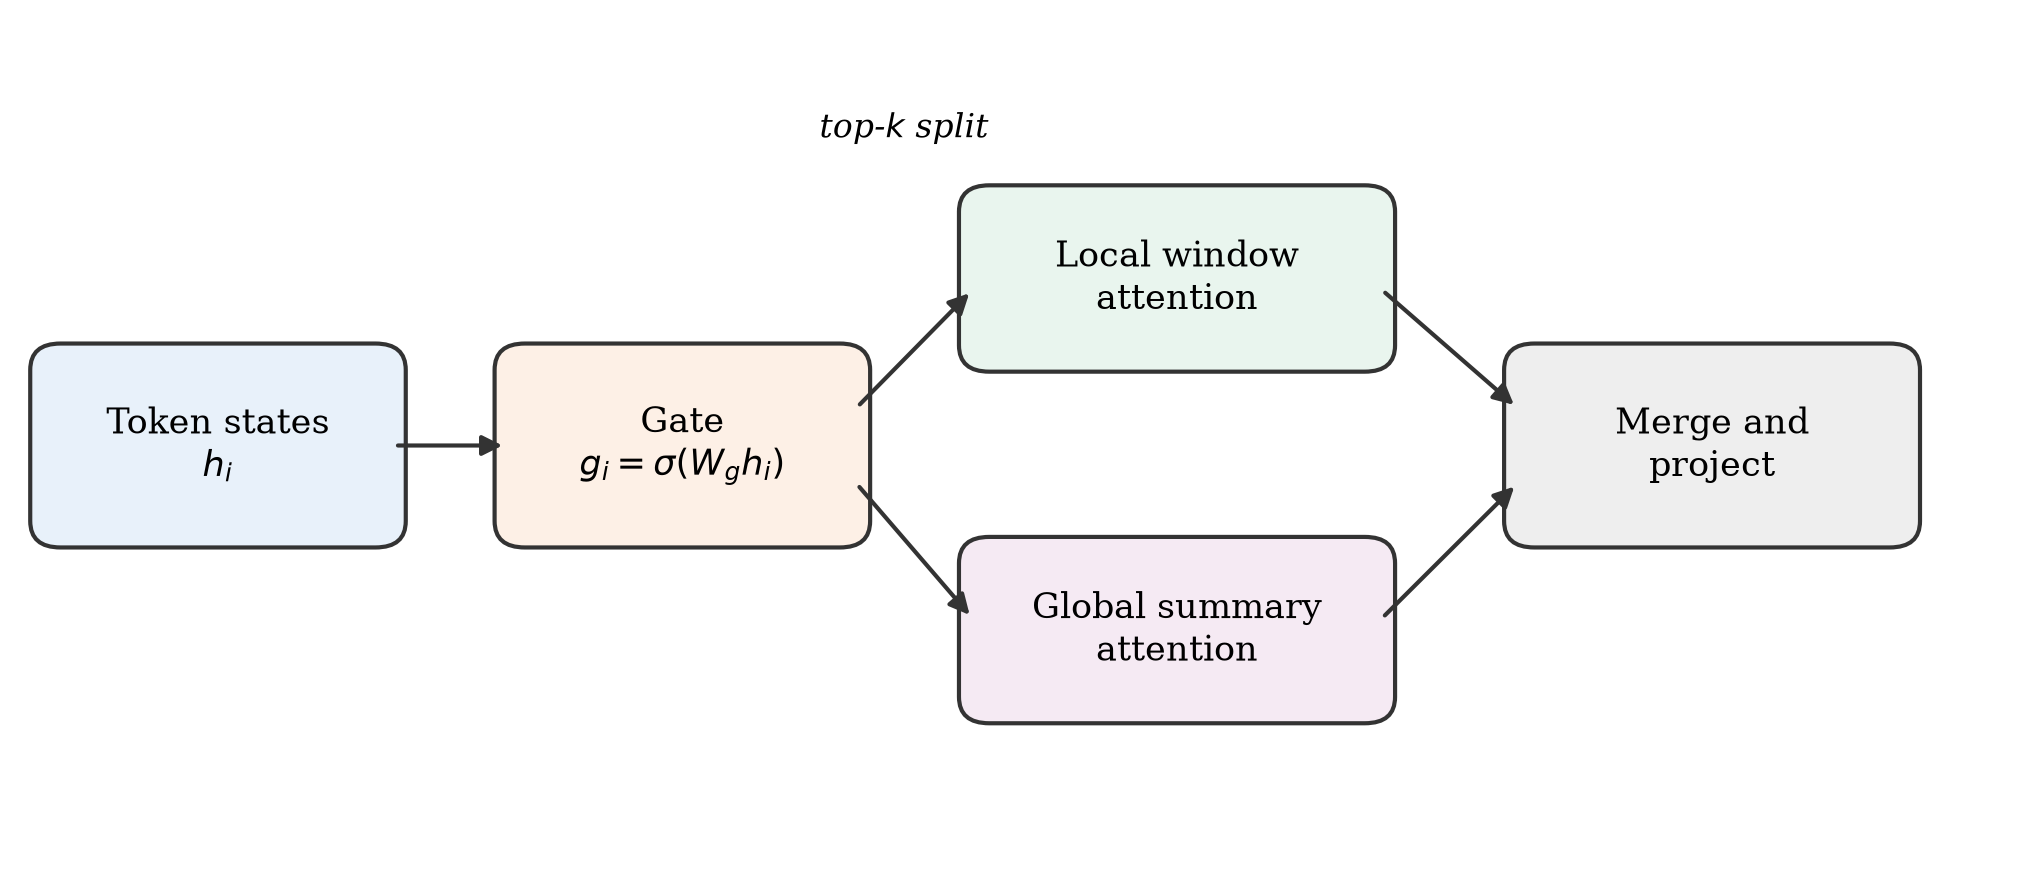 top-k split
Local window
attention
Token states
hᵢ
Gate
gᵢ = σ(W_g hᵢ)
Merge and
project
Global summary
attention